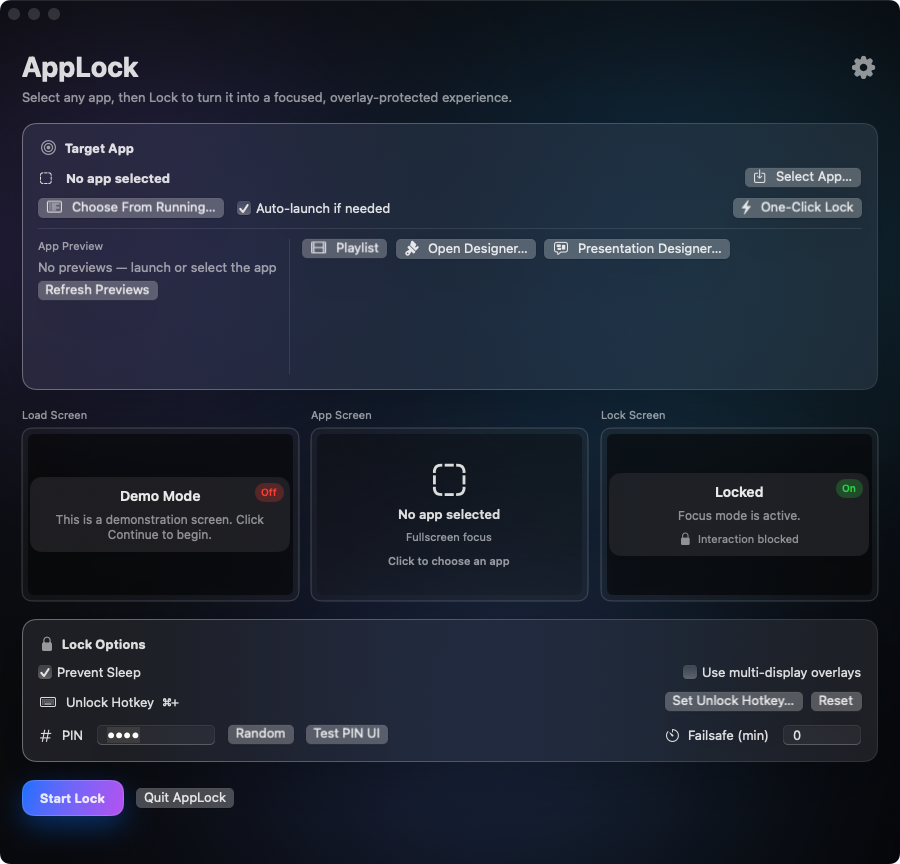 AppLock
Select any app, then Lock to turn it into a focused, overlay-protected experience.
Target App
No app selected
Select App...
Choose From Running...
Auto-launch if needed
One-Click Lock
App Preview
No previews — launch or select the app
Refresh Previews
Playlist
Open Designer...
Presentation Designer...
Load Screen
Demo Mode
Off
This is a demonstration screen. Click
Continue to begin.
App Screen
No app selected
Fullscreen focus
Click to choose an app
Lock Screen
Locked
On
Focus mode is active.
Interaction blocked
Lock Options
Prevent Sleep
Use multi-display overlays
Unlock Hotkey ⌘+
Set Unlock Hotkey...
Reset
# PIN ●●●●
Random
Test PIN UI
Failsafe (min) 0
Start Lock
Quit AppLock